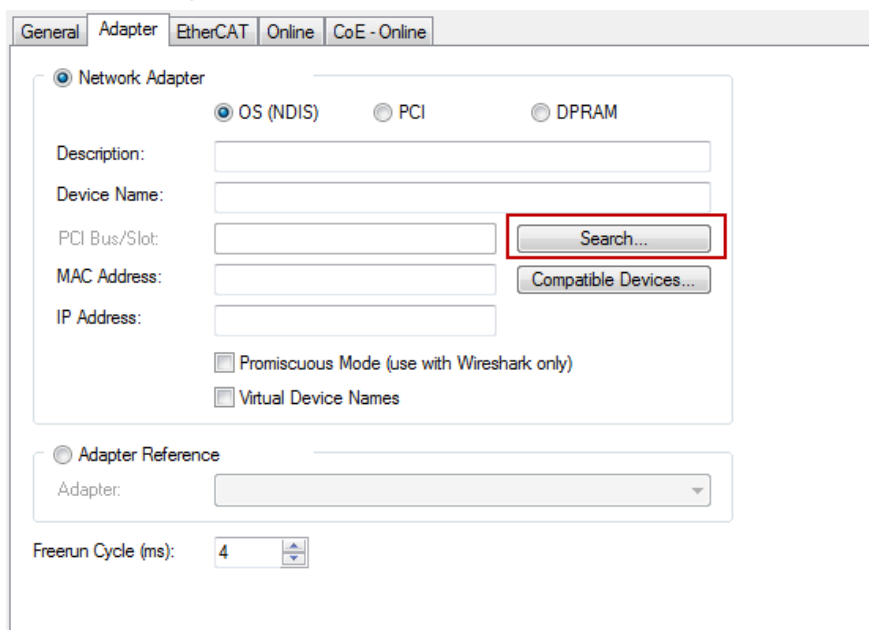 General Adapter EtherCAT Online CoE - Online
Network Adapter
OS (NDIS) PCI DPRAM
Description:
Device Name:
PCI Bus/Slot: Search...
MAC Address: Compatible Devices...
IP Address:
Promiscuous Mode (use with Wireshark only)
Virtual Device Names
Adapter Reference
Adapter:
Freerun Cycle (ms): 4